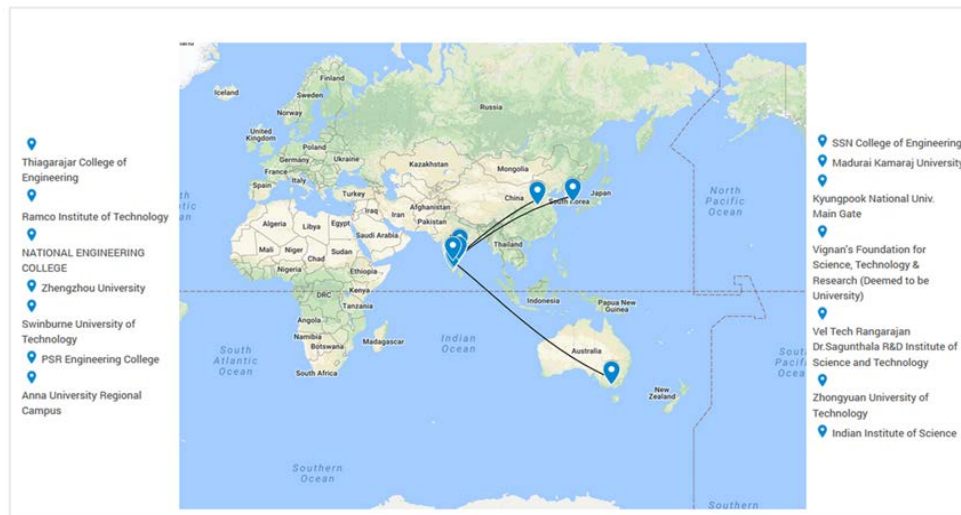 Thiagarajar College of
Engineering
Ramco Institute of Technology
NATIONAL ENGINEERING
COLLEGE
Zhengzhou University
Swinburne University of
Technology
PSR Engineering College
Anna University Regional
Campus
Iceland
Finland
Sweden
Norway
Russia
United
Kingdom
Poland
Germany
Ukraine
France
Kazakhstan
Mongolia
Italy
Spain
Turkey
China
South Korea
Japan
Iraq
Iran
Afghanistan
Pakistan
Algeria
Libya
Egypt
Saudi Arabia
Mali
Niger
Chad
Sudan
Thailand
Nigeria
Ethiopia
Kenya
DRC
Tanzania
Indonesia
Papua New
Guinea
Angola
Namibia
Botswana
Madagascar
South Africa
Australia
New
Zealand
North
Pacific
Ocean
Indian
Ocean
South
Atlantic
Ocean
Southern
Ocean
South
Pacif
Ocea
Southern
SSN College of Engineering
Madurai Kamaraj University
Kyungpook National Univ.
Main Gate
Vignan's Foundation for
Science, Technology &
Research (Deemed to be
University)
Vel Tech Rangarajan
Dr.Sagunthala R&D Institute of
Science and Technology
Zhongyuan University of
Technology
Indian Institute of Science